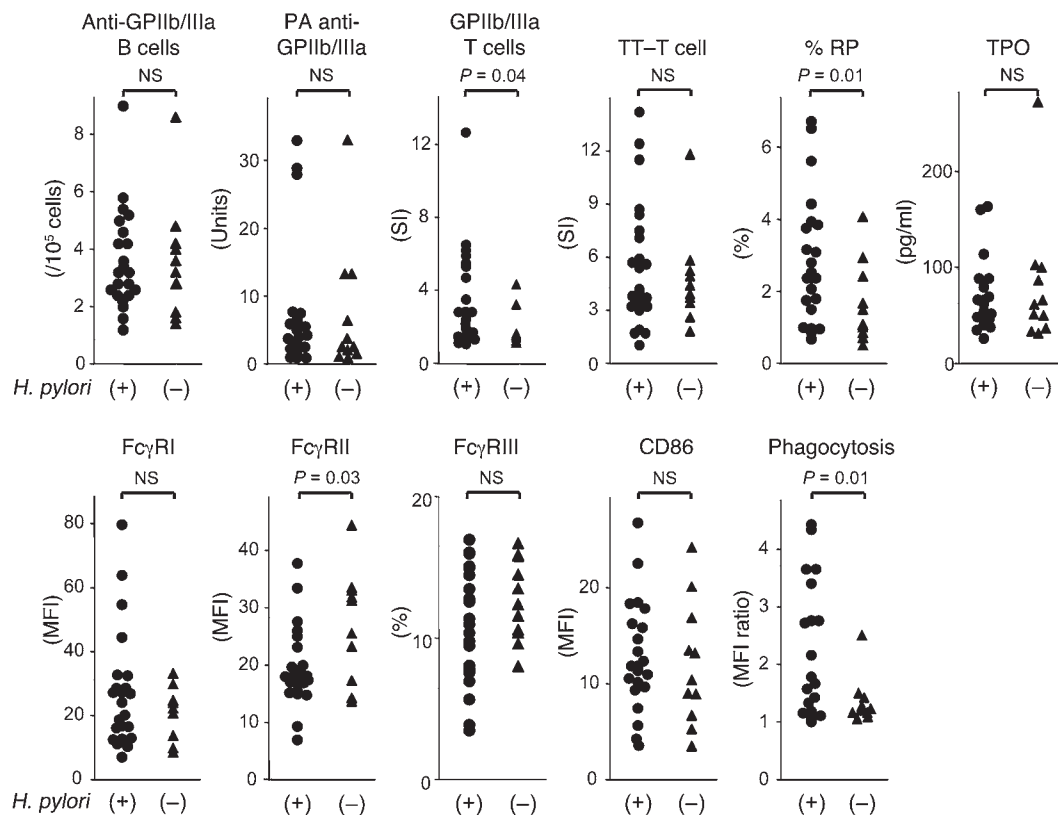 Anti-GPIIb/IIIa
B cells
PA anti-
GPIIb/IIIa
GPIIb/IIIa
T cells
TT–T cell
% RP
TPO
NS
NS
P = 0.04
NS
P = 0.01
NS
(/10⁵ cells)
8
6
4
2
0
(Units)
30
20
10
0
(SI)
12
8
4
0
(SI)
12
9
6
3
0
(%)
6
4
2
0
(pg/ml)
200
100
0
H. pylori (+) (–) (+) (–) (+) (–) (+) (–) (+) (–) (+) (–)
FcγRI
FcγRII
FcγRIII
CD86
Phagocytosis
NS
P = 0.03
NS
NS
P = 0.01
(MFI)
80
60
40
20
0
(MFI)
40
30
20
10
0
(%)
20
10
0
(MFI)
30
20
10
0
(MFI ratio)
4
3
2
1
0
H. pylori (+) (–) (+) (–) (+) (–) (+) (–) (+) (–)